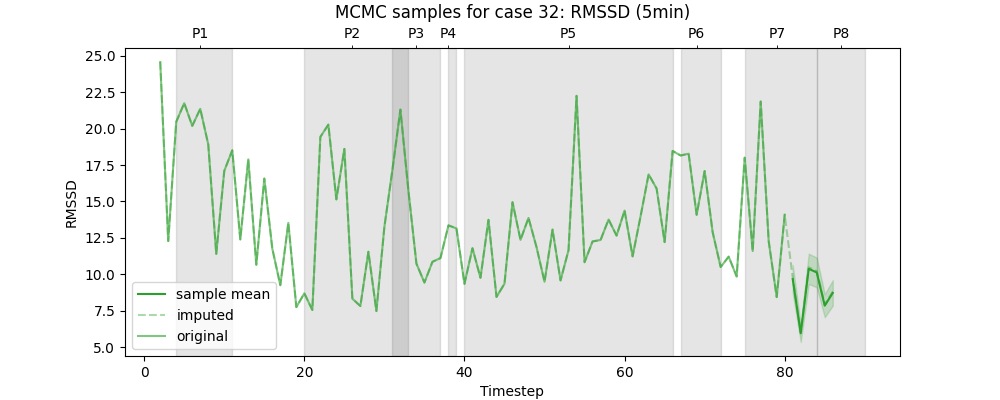 MCMC samples for case 32: RMSSD (5min)
P1 P2 P3 P4 P5 P6 P7 P8
25.0
22.5
20.0
17.5
15.0
12.5
10.0
7.5
5.0
RMSSD
sample mean
imputed
original
0 20 40 60 80
Timestep